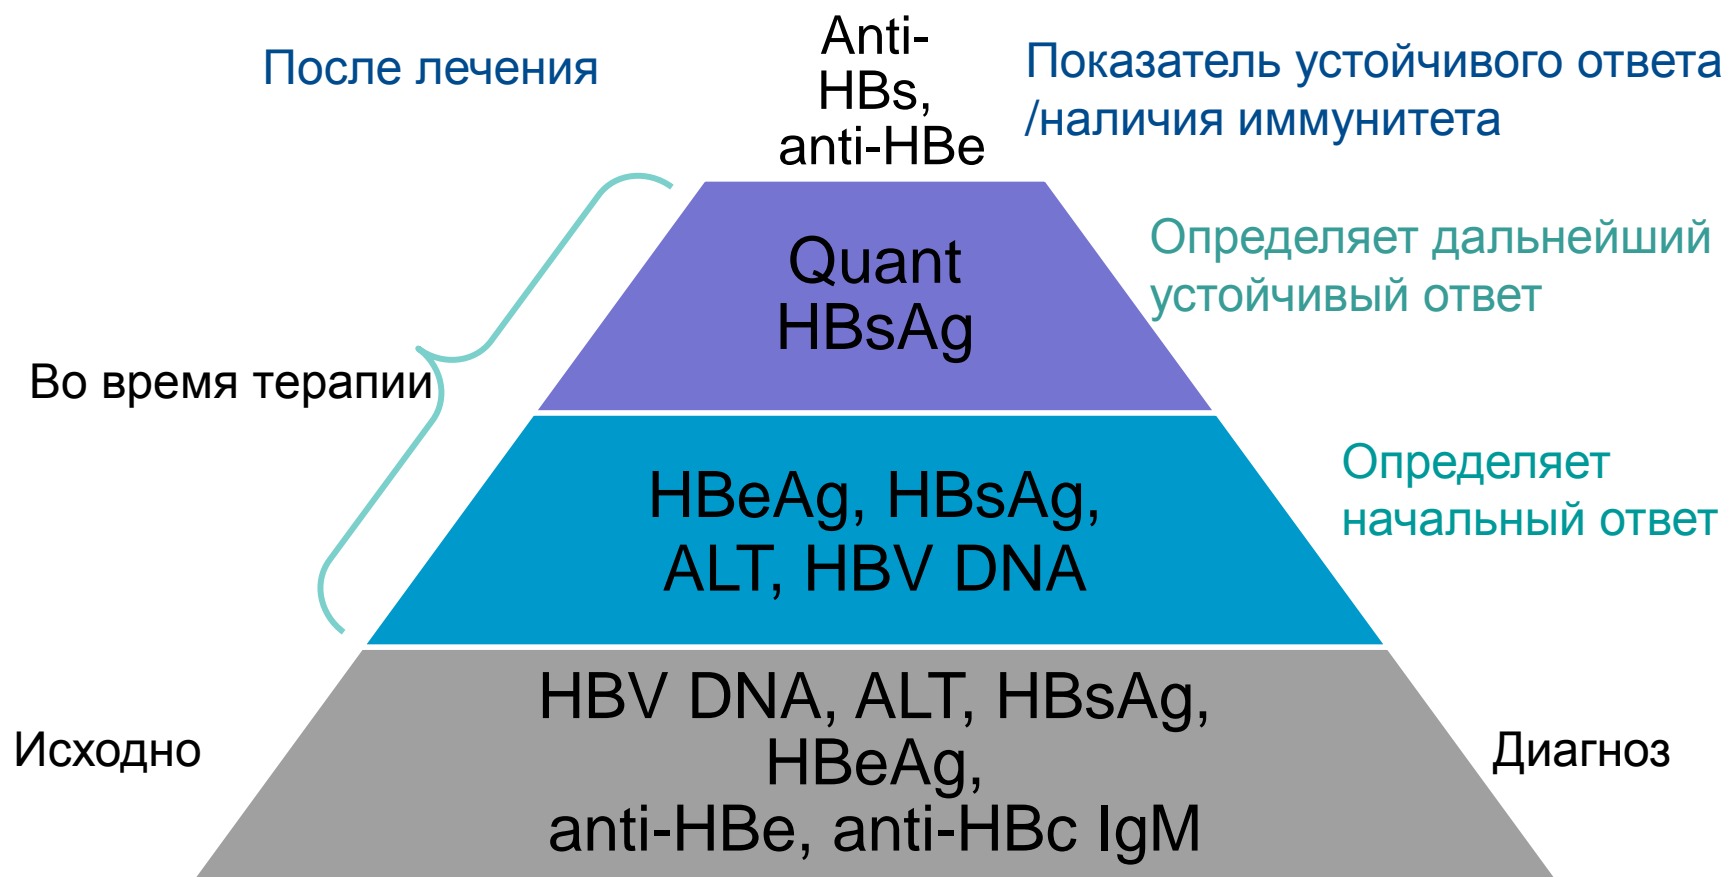 После лечения
Anti-
HBs,
anti-HBe
Показатель устойчивого ответа
/наличия иммунитета
Quant
HBsAg
Определяет дальнейший
устойчивый ответ
Во время терапии
HBeAg, HBsAg,
ALT, HBV DNA
Определяет
начальный ответ
Исходно
HBV DNA, ALT, HBsAg,
HBeAg,
anti-HBe, anti-HBc IgM
Диагноз